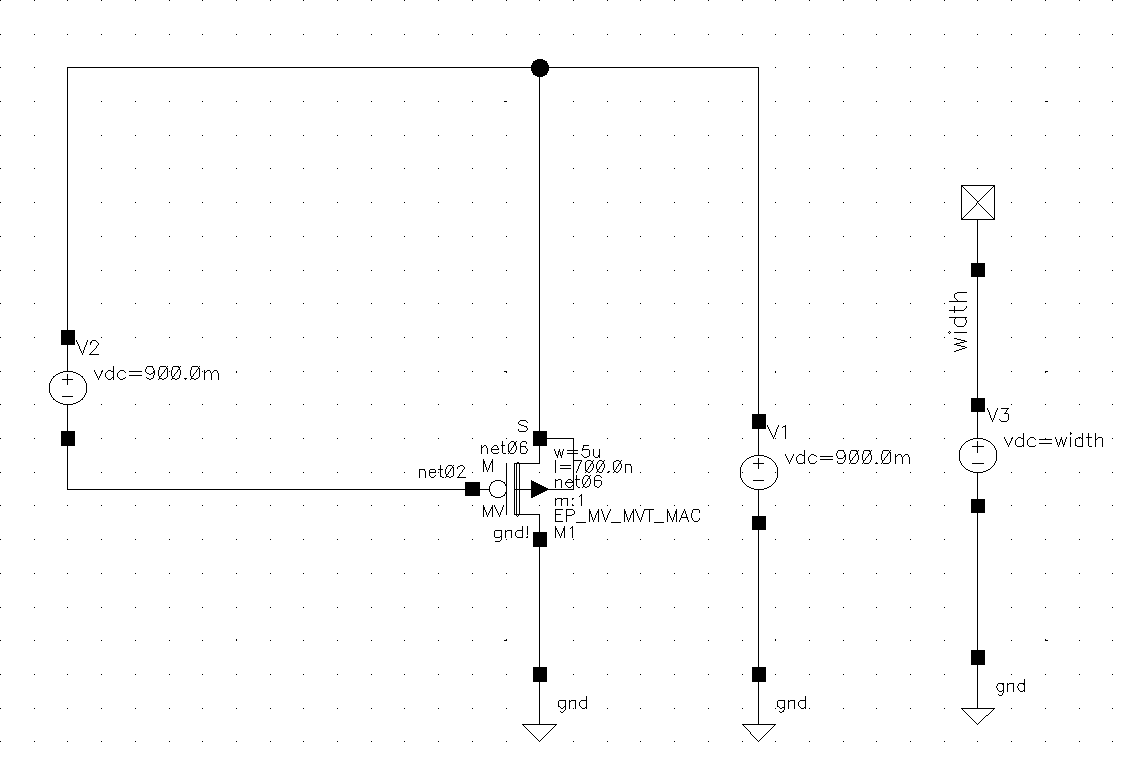 width
V2
vdc=900.0m
V3
vdc=width
V1
vdc=900.0m
S
net06
M
net02
MV
gnd!
w=5u
l=700.0n
net06
m:1
EP_MV_MVT_MAC
M1
gnd
gnd
gnd